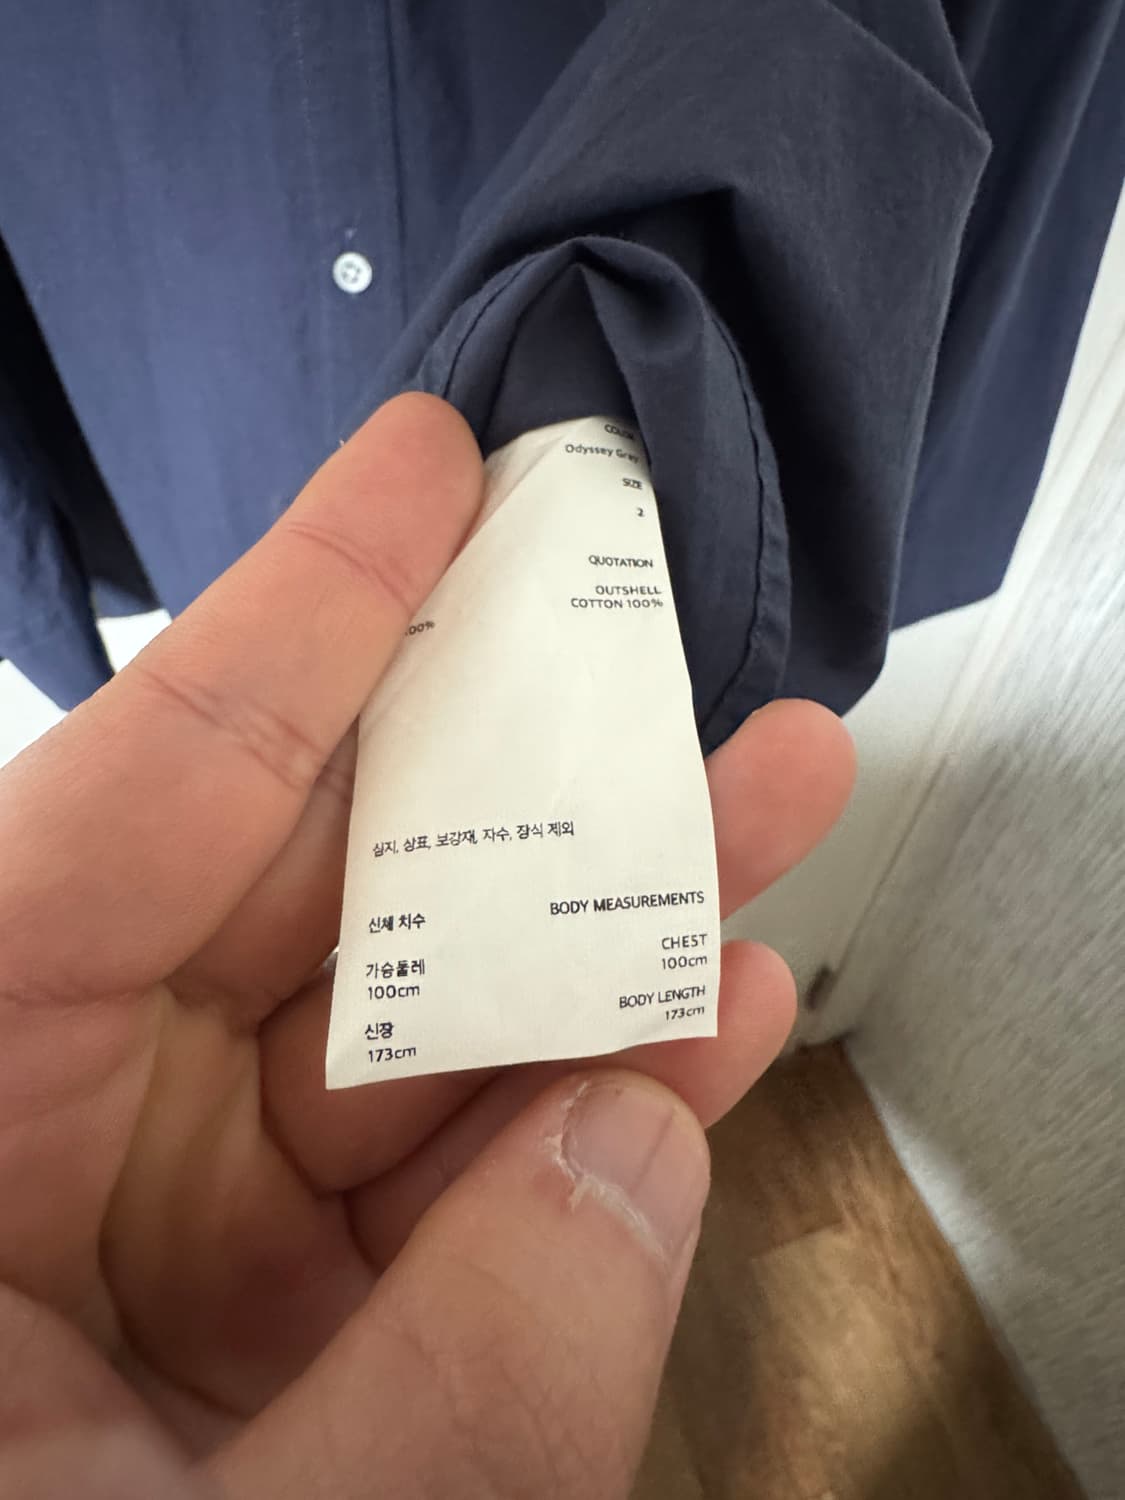 COLOR
Odyssey Gray
SIZE
2
QUOTATION
OUTSHELL
COTTON 100%
00%
심지, 상표, 보강재, 자수, 장식 제외
신체 치수
가슴둘레
100cm
신장
173cm
BODY MEASUREMENTS
CHEST
100cm
BODY LENGTH
173cm